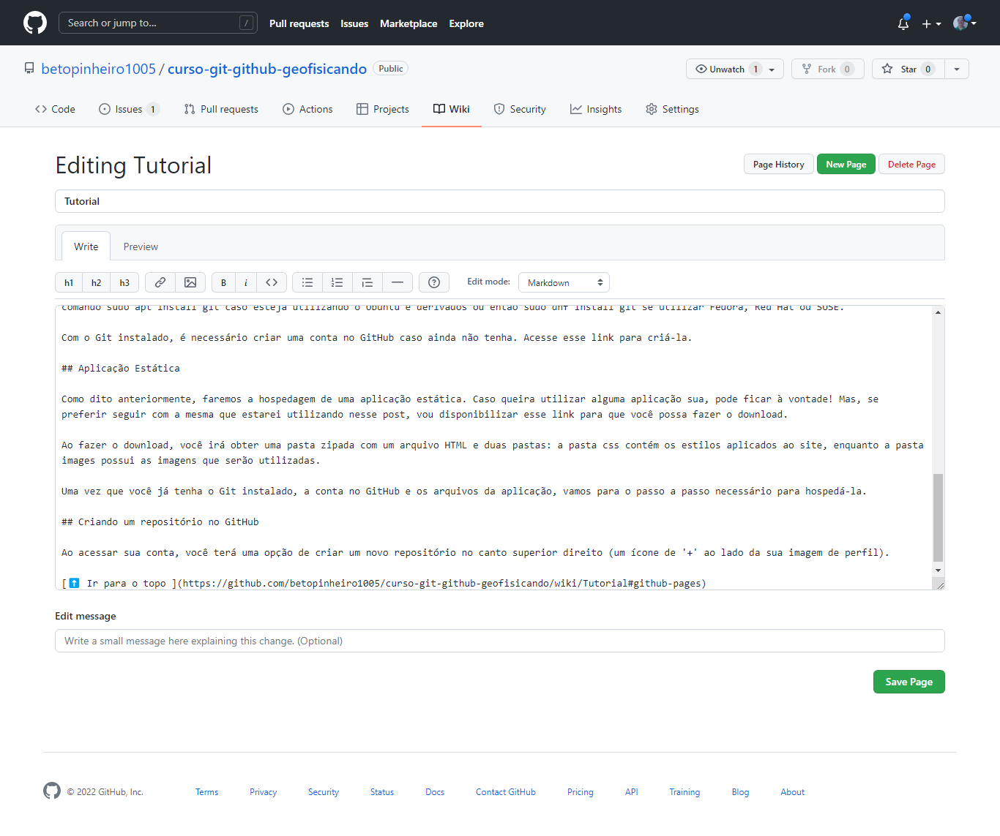 Search or jump to... /
Pull requests Issues Marketplace Explore
betopinheiro1005 / curso-git-github-geofisicando Public
Unwatch 1 Fork 0 Star 0
Code Issues 1 Pull requests Actions Projects Wiki Security Insights Settings
Editing Tutorial
Page History New Page Delete Page
Tutorial
Write Preview
h1 h2 h3 B i Edit mode: Markdown
comando sudo apt install git caso esteja utilizando o Ubuntu e derivados ou então sudo dnf install git se utilizar Fedora, Red Hat ou SUSE.
Com o Git instalado, é necessário criar uma conta no GitHub caso ainda não tenha. Acesse esse link para criá-la.
## Aplicação Estática
Como dito anteriormente, faremos a hospedagem de uma aplicação estática. Caso queira utilizar alguma aplicação sua, pode ficar à vontade! Mas, se
preferir seguir com a mesma que estarei utilizando nesse post, vou disponibilizar esse link para que você possa fazer o download.
Ao fazer o download, você irá obter uma pasta zipada com um arquivo HTML e duas pastas: a pasta css contém os estilos aplicados ao site, enquanto a pasta
images possui as imagens que serão utilizadas.
Uma vez que você já tenha o Git instalado, a conta no GitHub e os arquivos da aplicação, vamos para o passo a passo necessário para hospedá-la.
## Criando um repositório no GitHub
Ao acessar sua conta, você terá uma opção de criar um novo repositório no canto superior direito (um ícone de '+' ao lado da sua imagem de perfil).
[⬆️ Ir para o topo ](https://github.com/betopinheiro1005/curso-git-github-geofisicando/wiki/Tutorial#github-pages)
Edit message
Write a small message here explaining this change. (Optional)
Save Page
© 2022 GitHub, Inc. Terms Privacy Security Status Docs Contact GitHub Pricing API Training Blog About